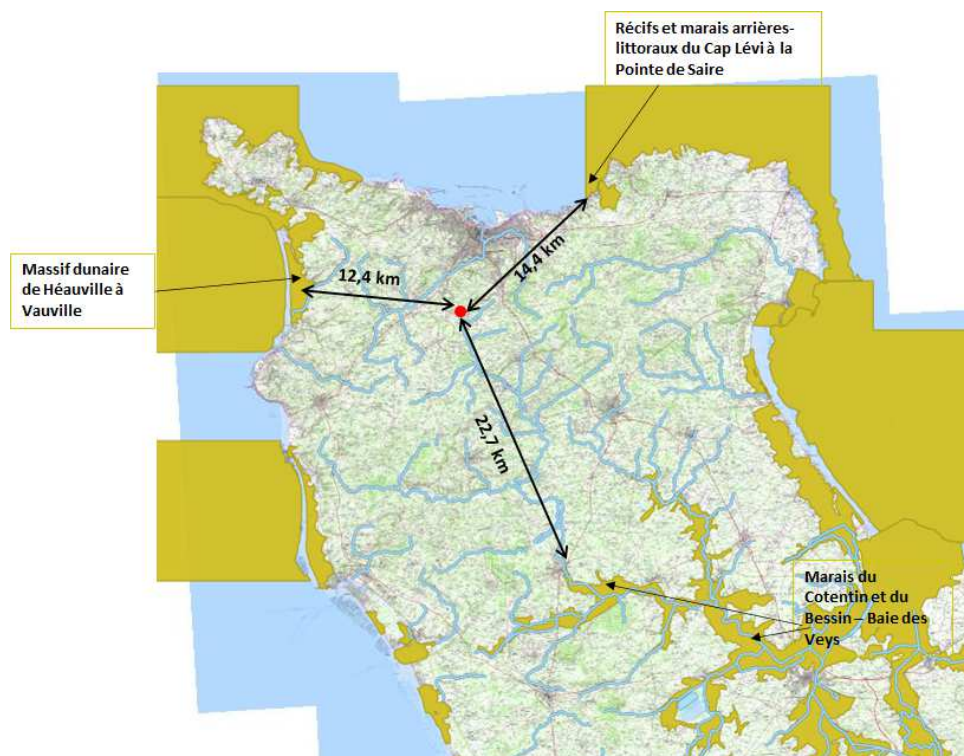 Récifs et marais arrières-
littoraux du Cap Lévi à la
Pointe de Saire
Massif dunaire
de Héauville à
Vauville
12,4 km
14,4 km
22,7 km
Marais du
Cotentin et du
Bessin – Baie des
Veys